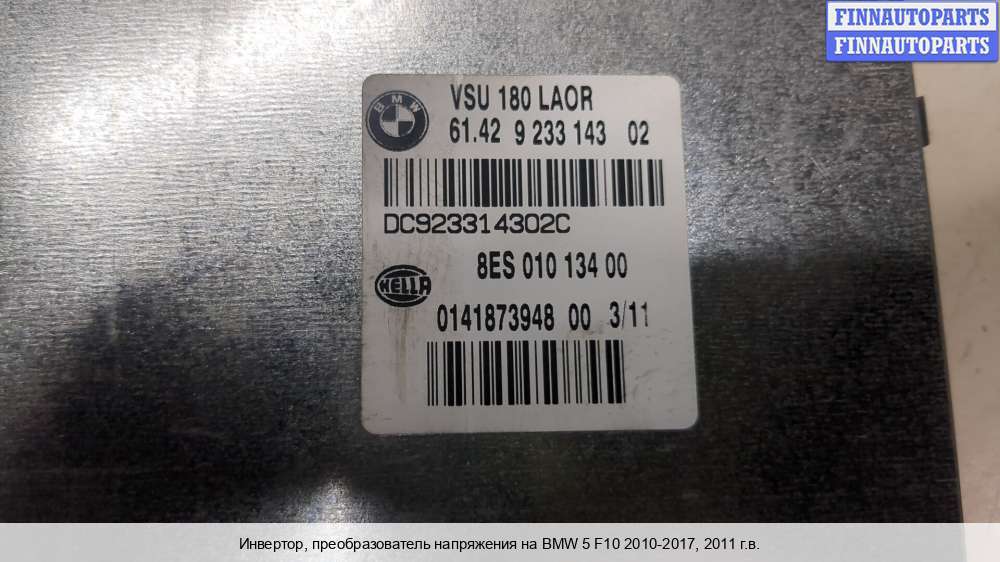 FINNAUTOPARTS
FINNAUTOPARTS
BMW
VSU 180 LAOR
61.42 9 233 143 02
DC923314302C
8ES 010 134 00
HELLA
0141873948 00 3/11
Инвертор, преобразователь напряжения на BMW 5 F10 2010-2017, 2011 г.в.